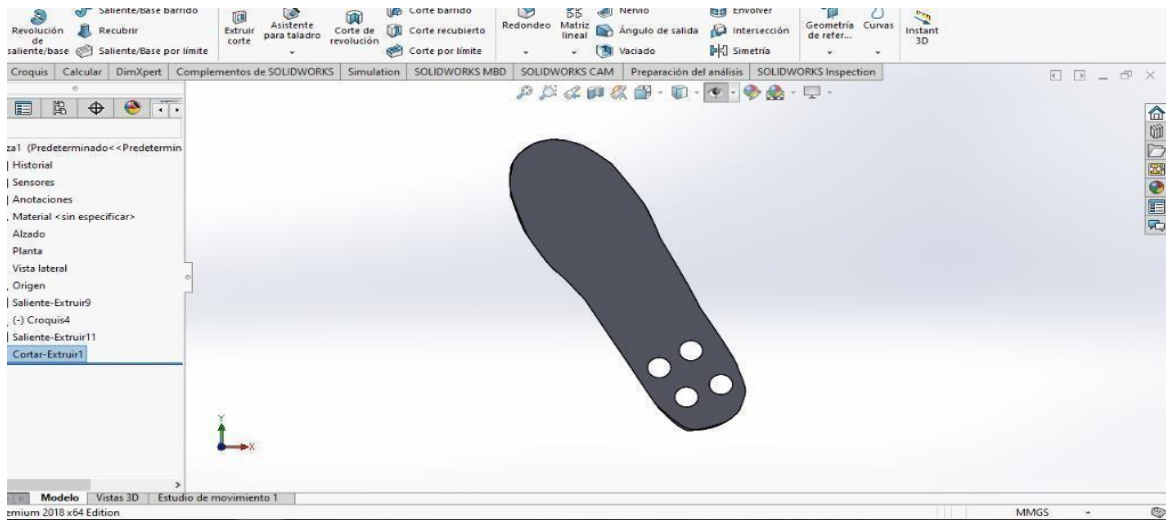 Saliente/Base barrido
Corte barrido
Nervio
Envolver
Revolución de saliente/base
Recubrir
Saliente/Base por límite
Extruir corte
Asistente para taladro
Corte de revolución
Corte recubierto
Corte por límite
Redondeo
Matriz lineal
Ángulo de salida
Vaciado
Intersección
Simetría
Geometría de refer...
Curvas
Instant 3D
Croquis
Calcular
DimXpert
Complementos de SOLIDWORKS
Simulation
SOLIDWORKS MBD
SOLIDWORKS CAM
Preparación del análisis
SOLIDWORKS Inspection
za1 (Predeterminado<<Predetermin
Historial
Sensores
Anotaciones
Material <sin especificar>
Alzado
Planta
Vista lateral
Origen
Saliente-Extruir9
(-) Croquis4
Saliente-Extruir11
Cortar-Extruir1
Y
X
Modelo
Vistas 3D
Estudio de movimiento 1
emium 2018 x64 Edition
MMGS